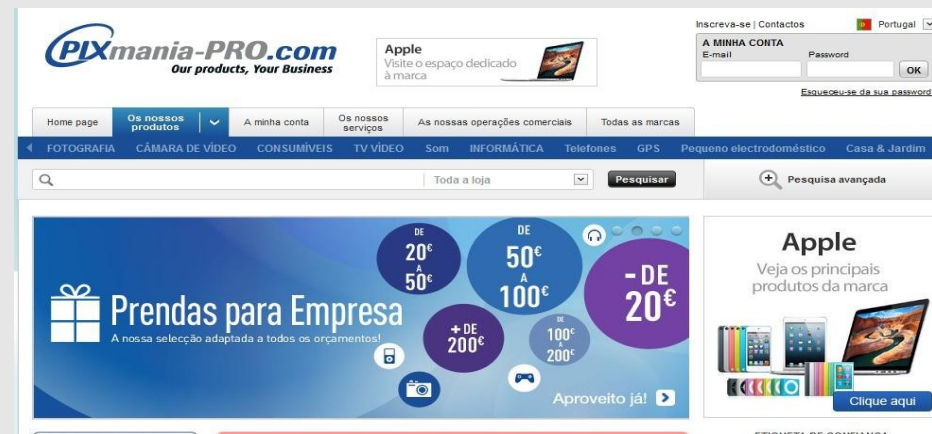 PIXmania-PRO.com
Our products, Your Business
Apple
Visite o espaço dedicado
à marca
Inscreva-se | Contactos
Portugal
A MINHA CONTA
E-mail
Password
OK
Esqueceu-se da sua password
Home page
Os nossos
produtos
A minha conta
Os nossos
serviços
As nossas operações comerciais
Todas as marcas
FOTOGRAFIA CÂMARA DE VÍDEO CONSUMÍVEIS TV VÍDEO Som INFORMÁTICA Telefones GPS Pequeno electrodoméstico Casa & Jardim
Toda a loja
Pesquisar
Pesquisa avançada
Prendas para Empresa
A nossa selecção adaptada a todos os orçamentos!
DE
20€
A
50€
DE
50€
A
100€
- DE
20€
+ DE
200€
100€
A
200€
Aproveito já!
Apple
Veja os principais
produtos da marca
Clique aqui
ETIQUETA DE CONFIANÇA